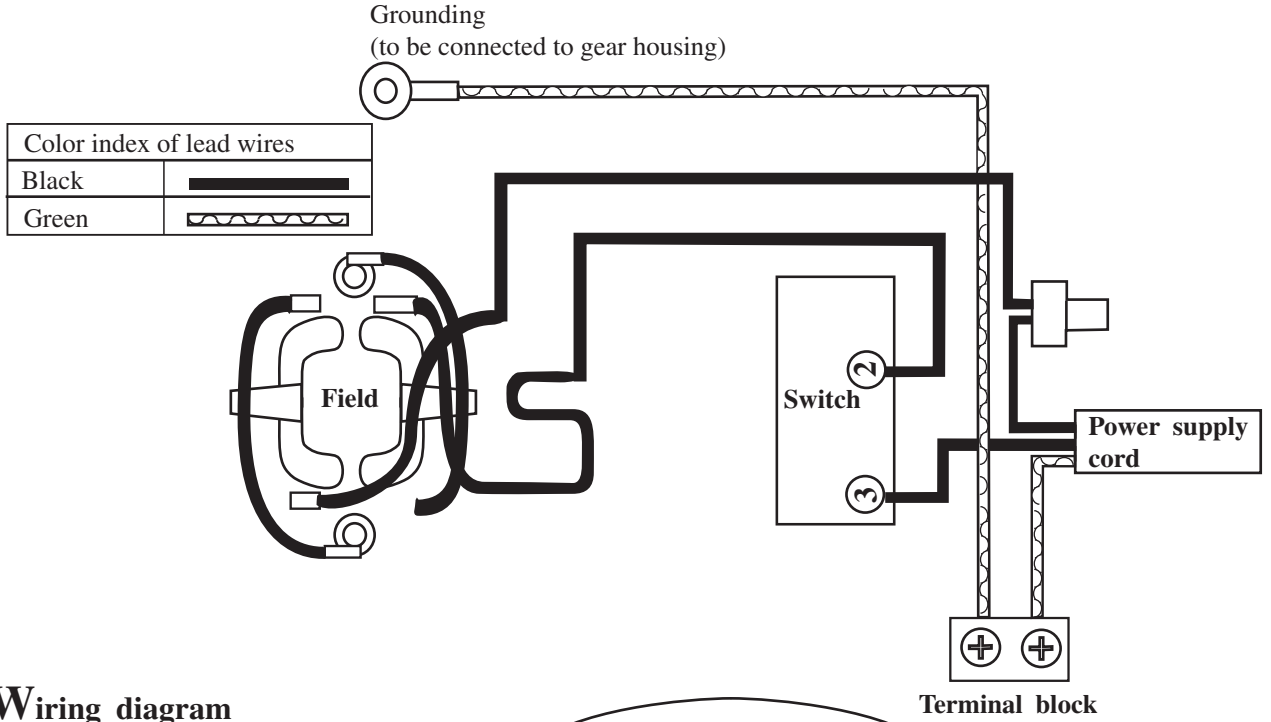 Grounding
(to be connected to gear housing)
Color index of lead wires
Black
Green
Field
Switch
2
3
Power supply
cord
Terminal block
Wiring diagram